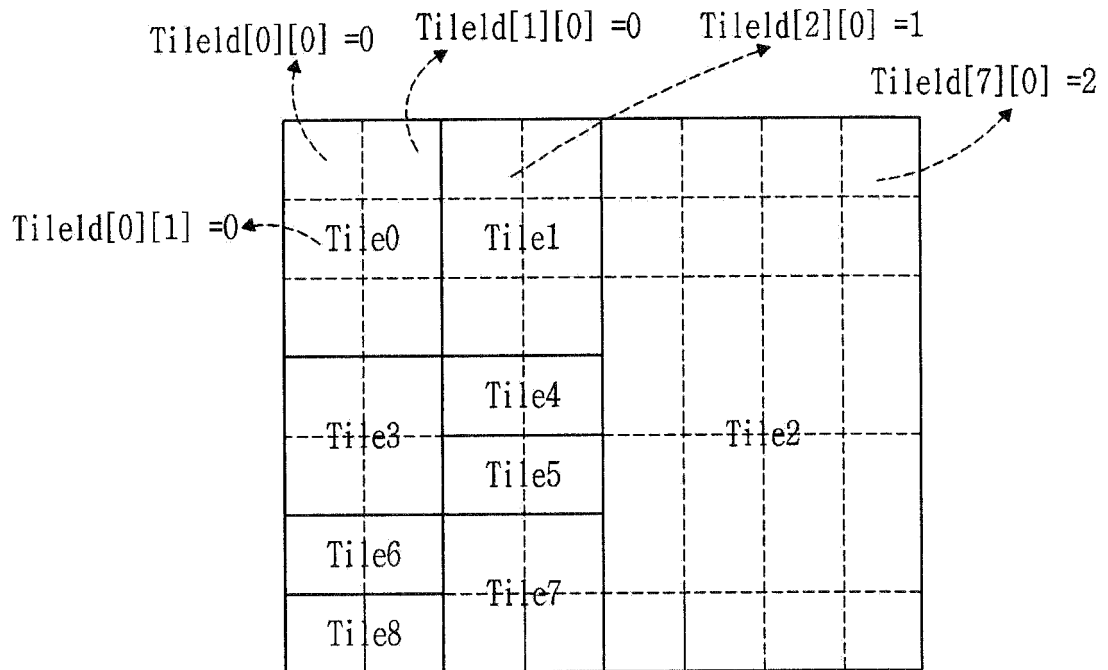 TileId[0][0] =0
TileId[1][0] =0
TileId[2][0] =1
TileId[7][0] =2
TileId[0][1] =0
Tile0
Tile1
Tile4
Tile3
Tile2
Tile5
Tile6
Tile7
Tile8